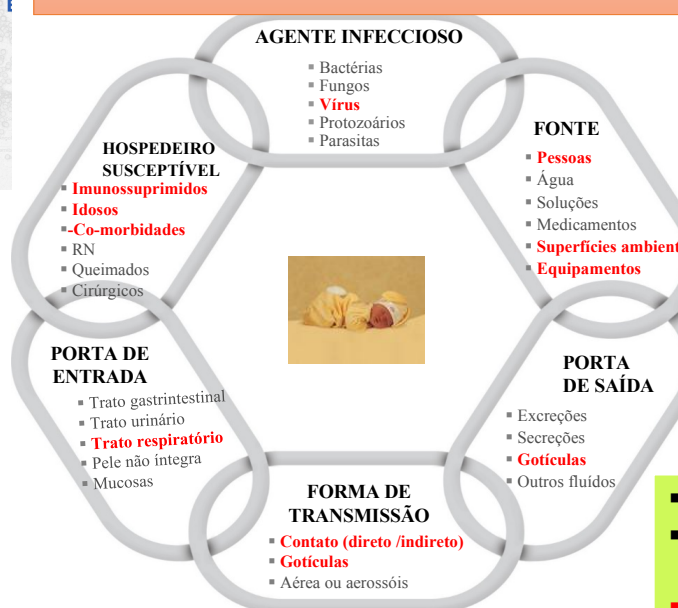 AGENTE INFECCIOSO
Bactérias
Fungos
Vírus
Protozoários
Parasitas
FONTE
Pessoas
Água
Soluções
Medicamentos
Superfícies ambient
Equipamentos
PORTA
DE SAÍDA
Excreções
Secreções
Gotículas
Outros fluídos
FORMA DE
TRANSMISSÃO
Contato (direto /indireto)
Gotículas
Aérea ou aerossóis
PORTA DE
ENTRADA
Trato gastrintestinal
Trato urinário
Trato respiratório
Pele não íntegra
Mucosas
HOSPEDEIRO
SUSCEPTÍVEL
Imunossuprimidos
Idosos
-Co-morbidades
RN
Queimados
Cirúrgicos